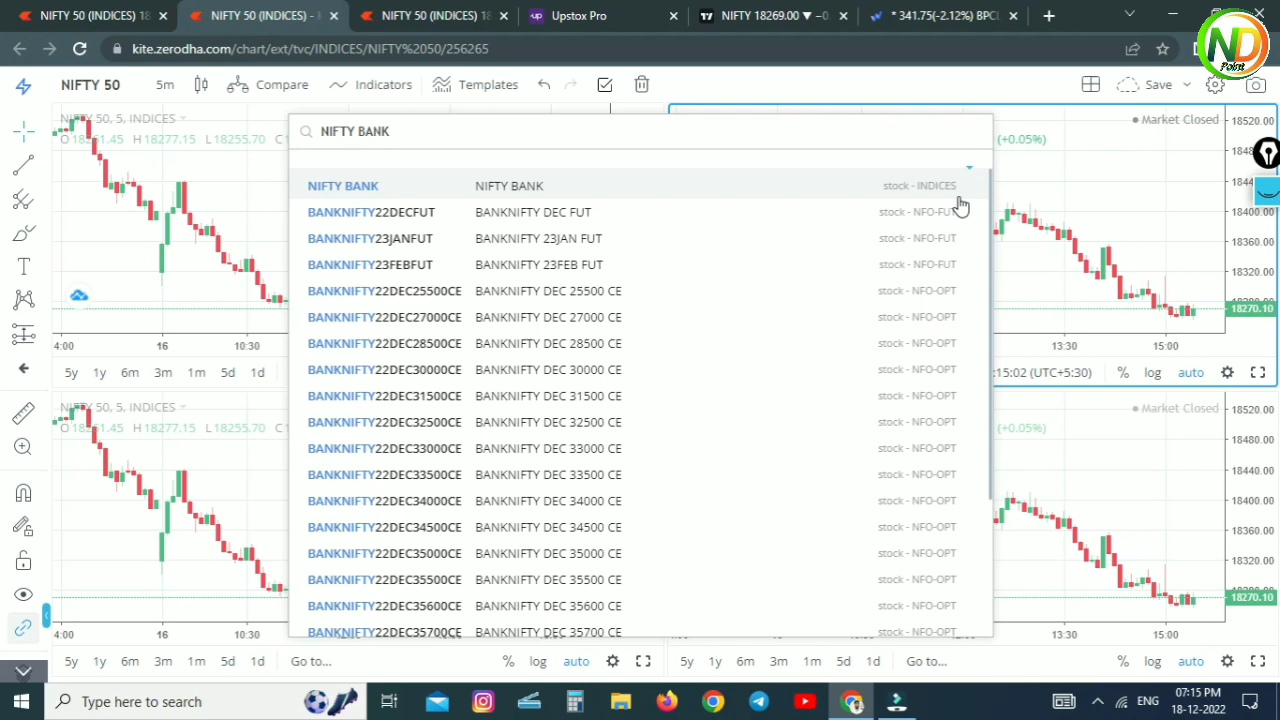 NIFTY 50 (INDICES) 18
NIFTY 50 (INDICES) -
NIFTY 50 (INDICES) 18
Upstox Pro
NIFTY 18269.00 ▼ −0.
* 341.75(-2.12%) BPCL
kite.zerodha.com/chart/ext/tvc/INDICES/NIFTY%2050/256265
ND
Point
NIFTY 50
5m
Compare
Indicators
Templates
Save
NIFTY 50, 5, INDICES
H 18277.15 L 18255.70
NIFTY BANK
NIFTY BANK NIFTY BANK stock - INDICES
BANKNIFTY22DECFUT BANKNIFTY DEC FUT stock - NFO-FUT
BANKNIFTY23JANFUT BANKNIFTY 23JAN FUT stock - NFO-FUT
BANKNIFTY23FEBFUT BANKNIFTY 23FEB FUT stock - NFO-FUT
BANKNIFTY22DEC25500CE BANKNIFTY DEC 25500 CE stock - NFO-OPT
BANKNIFTY22DEC27000CE BANKNIFTY DEC 27000 CE stock - NFO-OPT
BANKNIFTY22DEC28500CE BANKNIFTY DEC 28500 CE stock - NFO-OPT
BANKNIFTY22DEC30000CE BANKNIFTY DEC 30000 CE stock - NFO-OPT
BANKNIFTY22DEC31500CE BANKNIFTY DEC 31500 CE stock - NFO-OPT
BANKNIFTY22DEC32500CE BANKNIFTY DEC 32500 CE stock - NFO-OPT
BANKNIFTY22DEC33000CE BANKNIFTY DEC 33000 CE stock - NFO-OPT
BANKNIFTY22DEC33500CE BANKNIFTY DEC 33500 CE stock - NFO-OPT
BANKNIFTY22DEC34000CE BANKNIFTY DEC 34000 CE stock - NFO-OPT
BANKNIFTY22DEC34500CE BANKNIFTY DEC 34500 CE stock - NFO-OPT
BANKNIFTY22DEC35000CE BANKNIFTY DEC 35000 CE stock - NFO-OPT
BANKNIFTY22DEC35500CE BANKNIFTY DEC 35500 CE stock - NFO-OPT
BANKNIFTY22DEC35600CE BANKNIFTY DEC 35600 CE stock - NFO-OPT
BANKNIFTY22DEC35700CE BANKNIFTY DEC 35700 CE stock - NFO-OPT
Market Closed
(+0.05%)
18520.00
18400.00
18360.00
18320.00
18270.10
4:00 16 10:30
13:30 15:00
5y 1y 6m 3m 1m 5d 1d
:15:02 (UTC+5:30) % log auto
NIFTY 50, 5, INDICES
H 18277.15 L 18255.70
Market Closed
(+0.05%)
18520.00
18480.00
18440.00
18400.00
18360.00
18320.00
18270.10
4:00 16 10:30
13:30 15:00
5y 1y 6m 3m 1m 5d 1d Go to... % log auto
5y 1y 6m 3m 1m 5d 1d Go to... % log auto
Type here to search
ENG
07:15 PM
18-12-2022